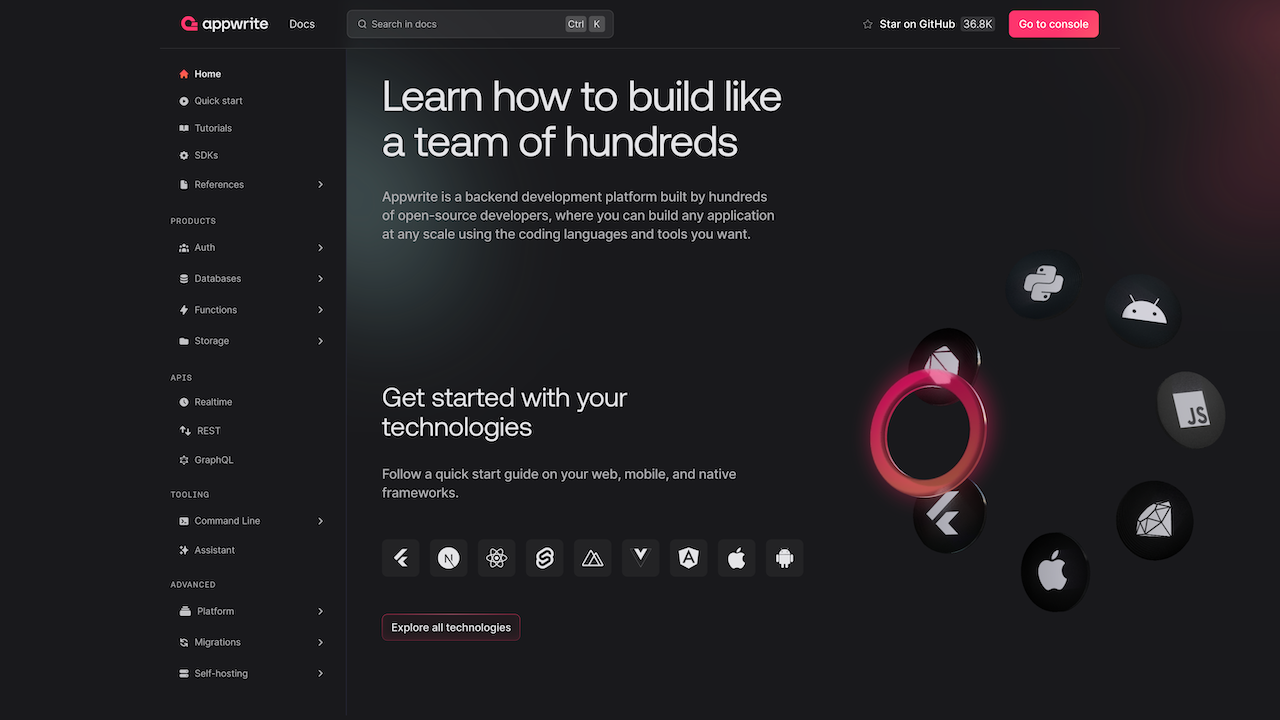 appwrite
Docs
Search in docs
Ctrl K
Star on GitHub 36.8K
Go to console
Home
Quick start
Tutorials
SDKs
References
PRODUCTS
Auth
Databases
Functions
Storage
APIS
Realtime
REST
GraphQL
TOOLING
Command Line
Assistant
ADVANCED
Platform
Migrations
Self-hosting
Learn how to build like
a team of hundreds
Appwrite is a backend development platform built by hundreds
of open-source developers, where you can build any application
at any scale using the coding languages and tools you want.
Get started with your
technologies
Follow a quick start guide on your web, mobile, and native
frameworks.
N
A
Explore all technologies
JS